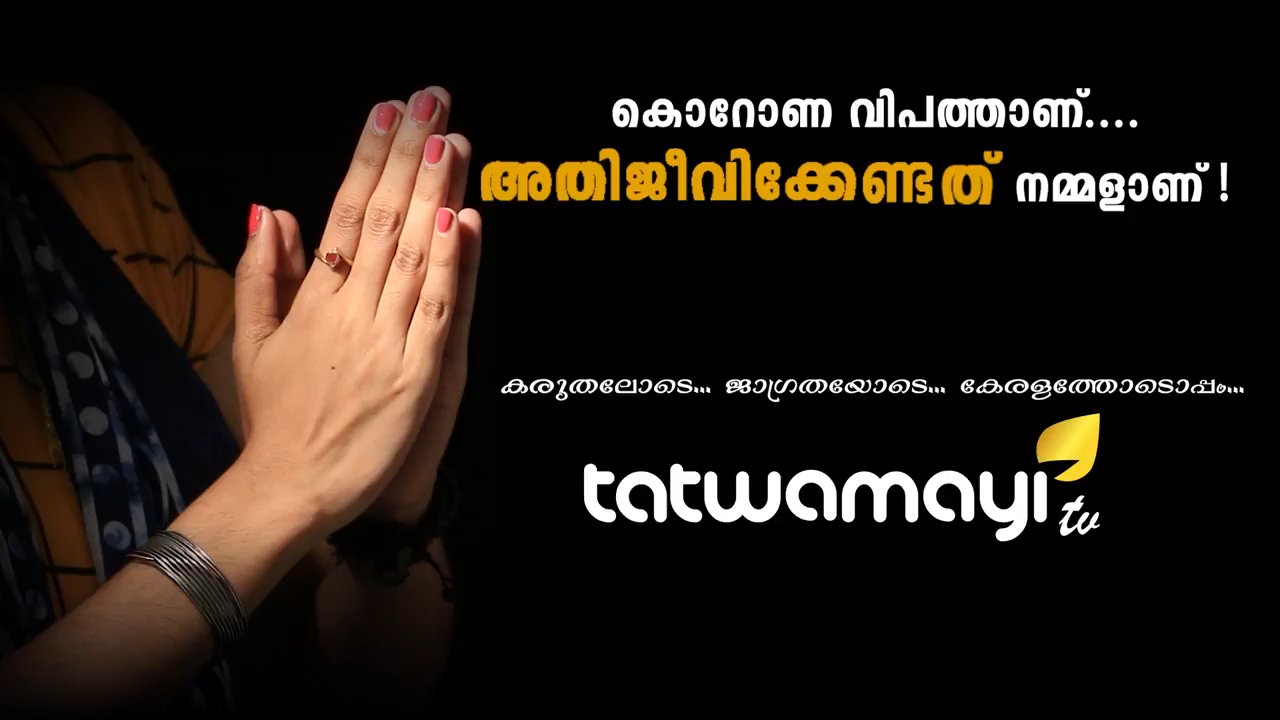 കൊറോണ വിപത്താണ്....
അതിജീവിക്കേണ്ടത് നമ്മളാണ് !
കരുതലോടെ... ജാഗ്രതയോടെ... കേരളത്തോടൊപ്പം...
tatwamayi
tv